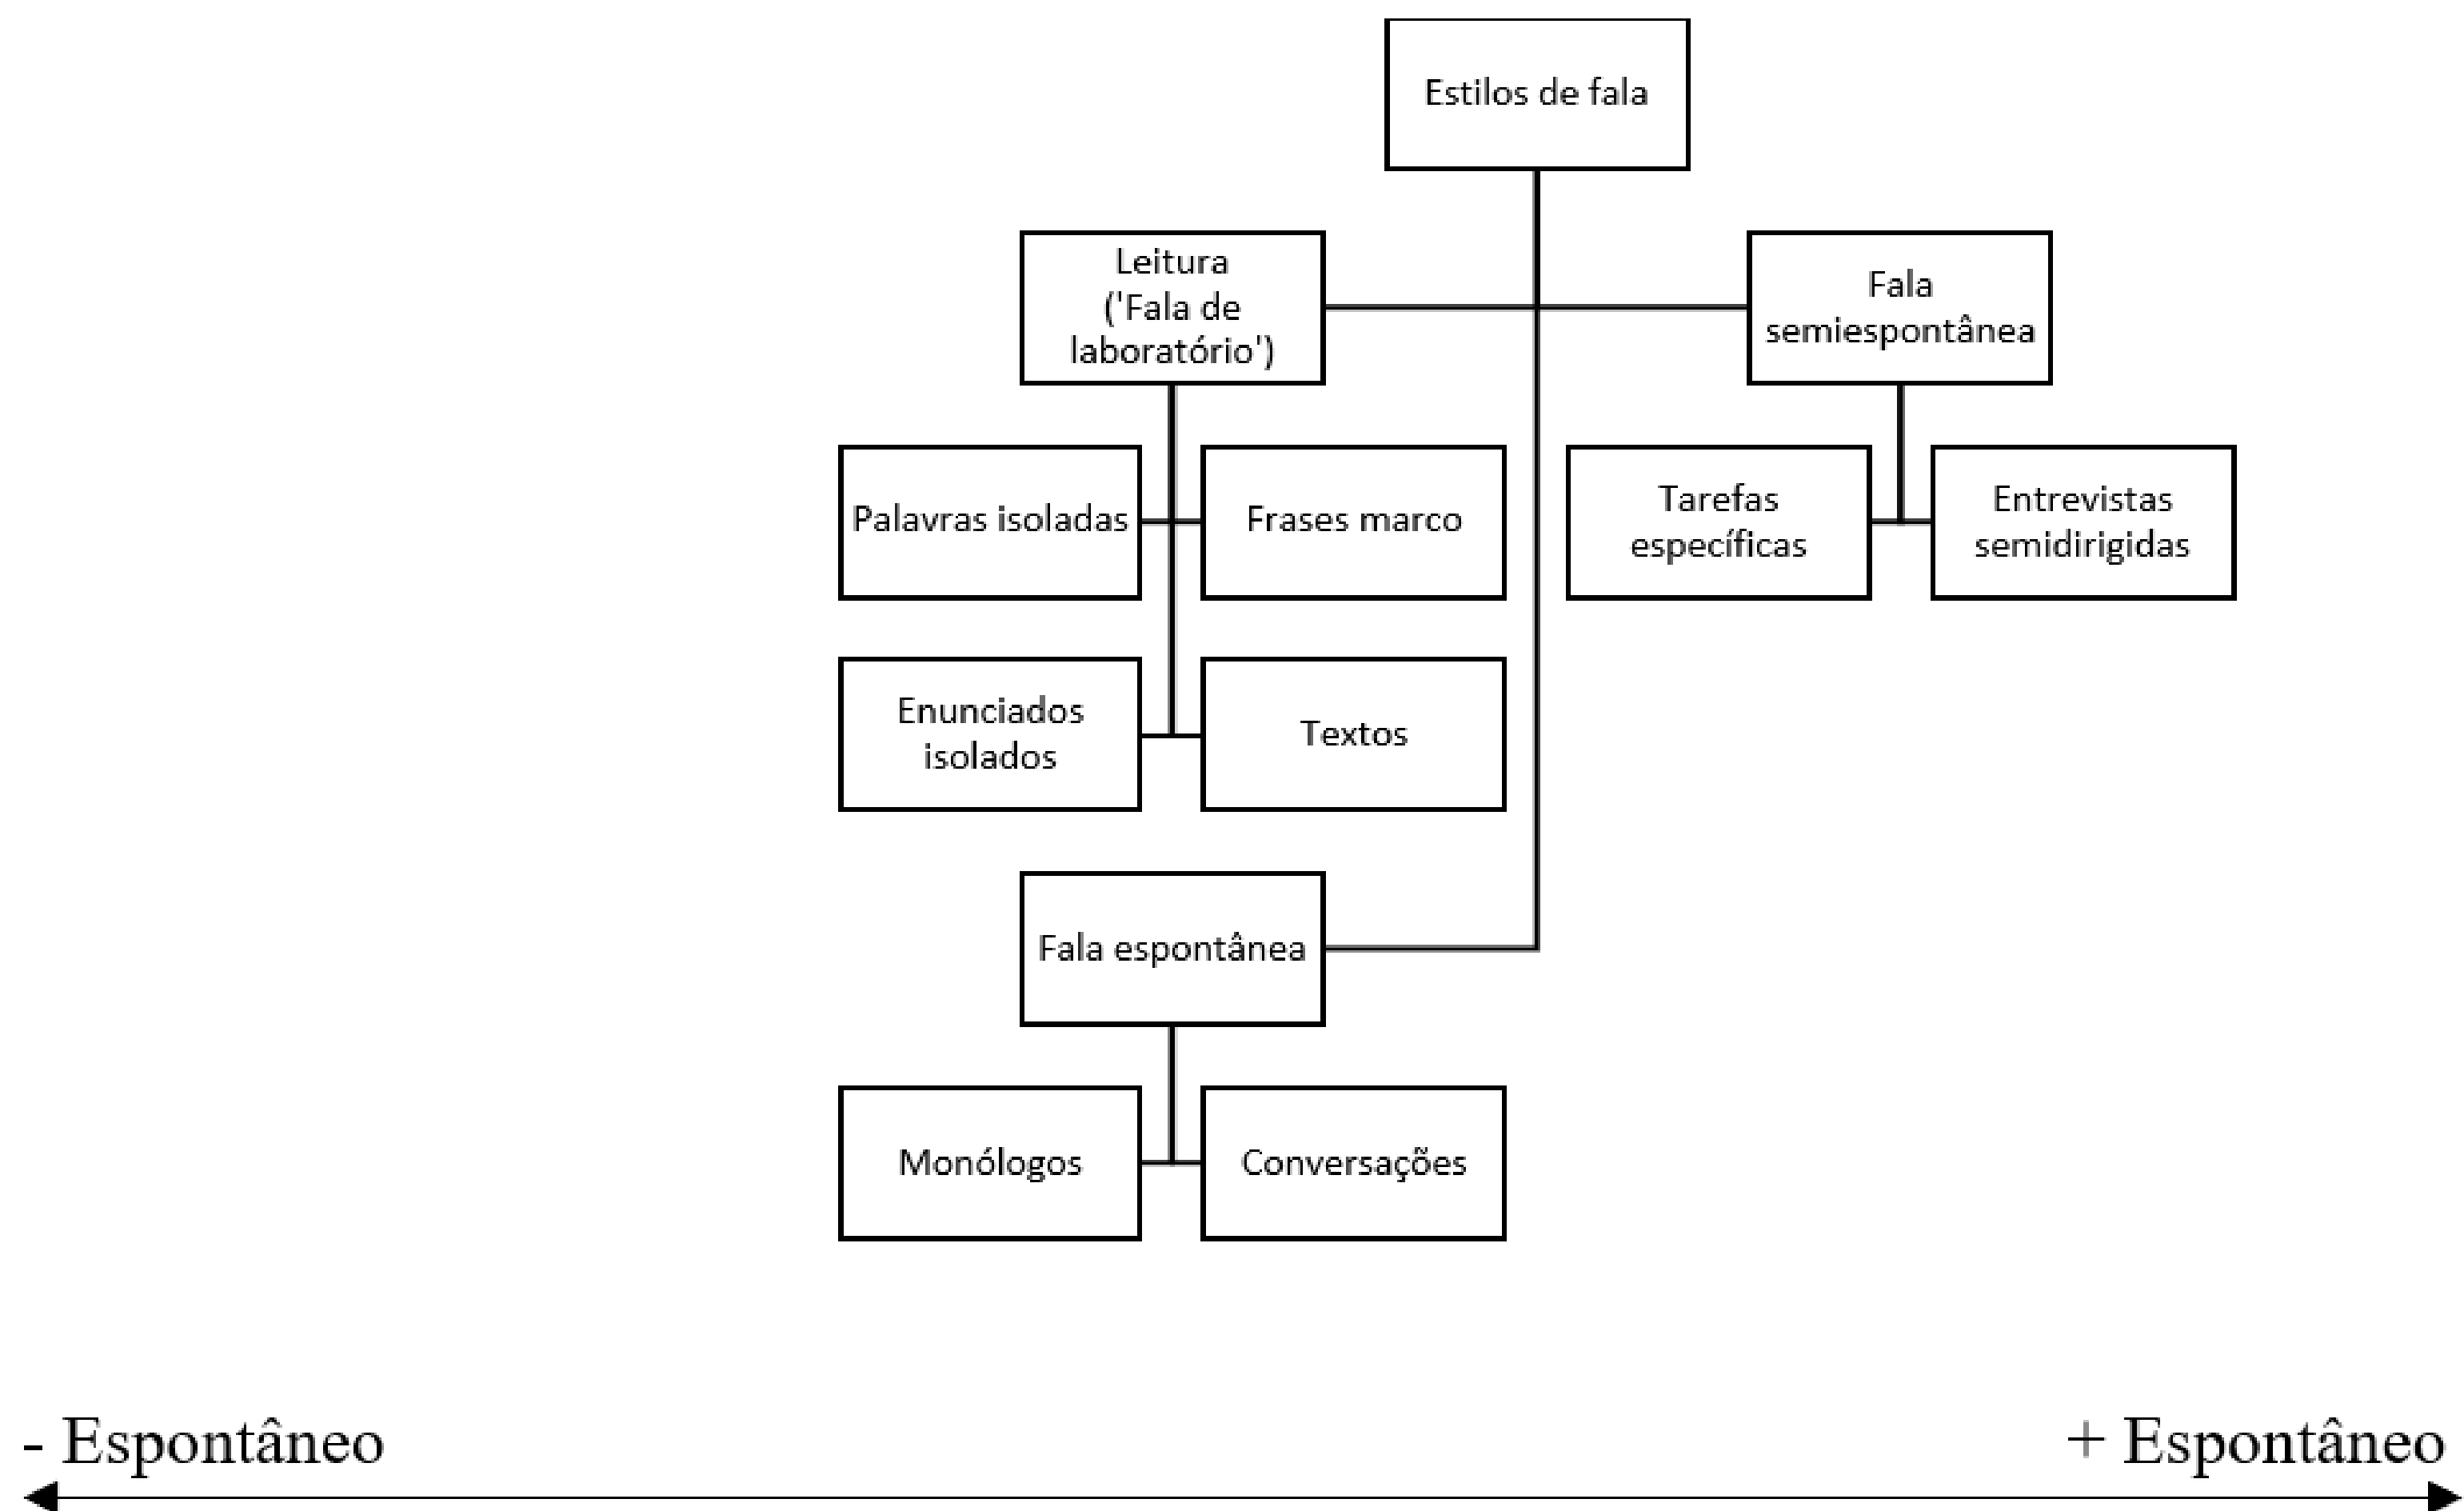 Estilos de fala
Leitura
('Fala de
laboratório')
Fala
semiespontânea
Palavras isoladas
Frases marco
Tarefas
específicas
Entrevistas
semidirigidas
Enunciados
isolados
Textos
Fala espontânea
Monólogos
Conversações
- Espontâneo
+ Espontâneo